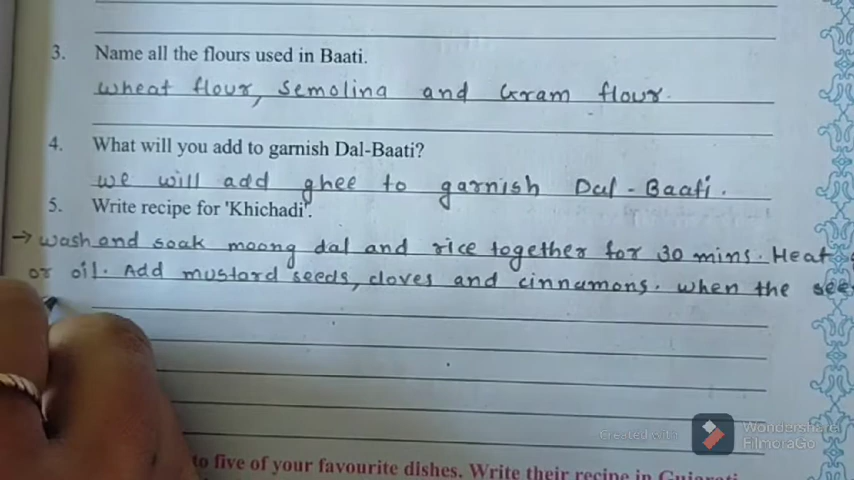 3. Name all the flours used in Baati.
wheat flour, semolina and Gram flour.
4. What will you add to garnish Dal-Baati?
we will add ghee to garnish Dal - Baati.
5. Write recipe for 'Khichadi'.
→ wash and soak moong dal and rice together for 30 mins. Heat
or oil. Add mustard seeds, cloves and cinnamons. when the see
to five of your favourite dishes. Write their recipe in Gujarati
Created with Wondershare FilmoraGo